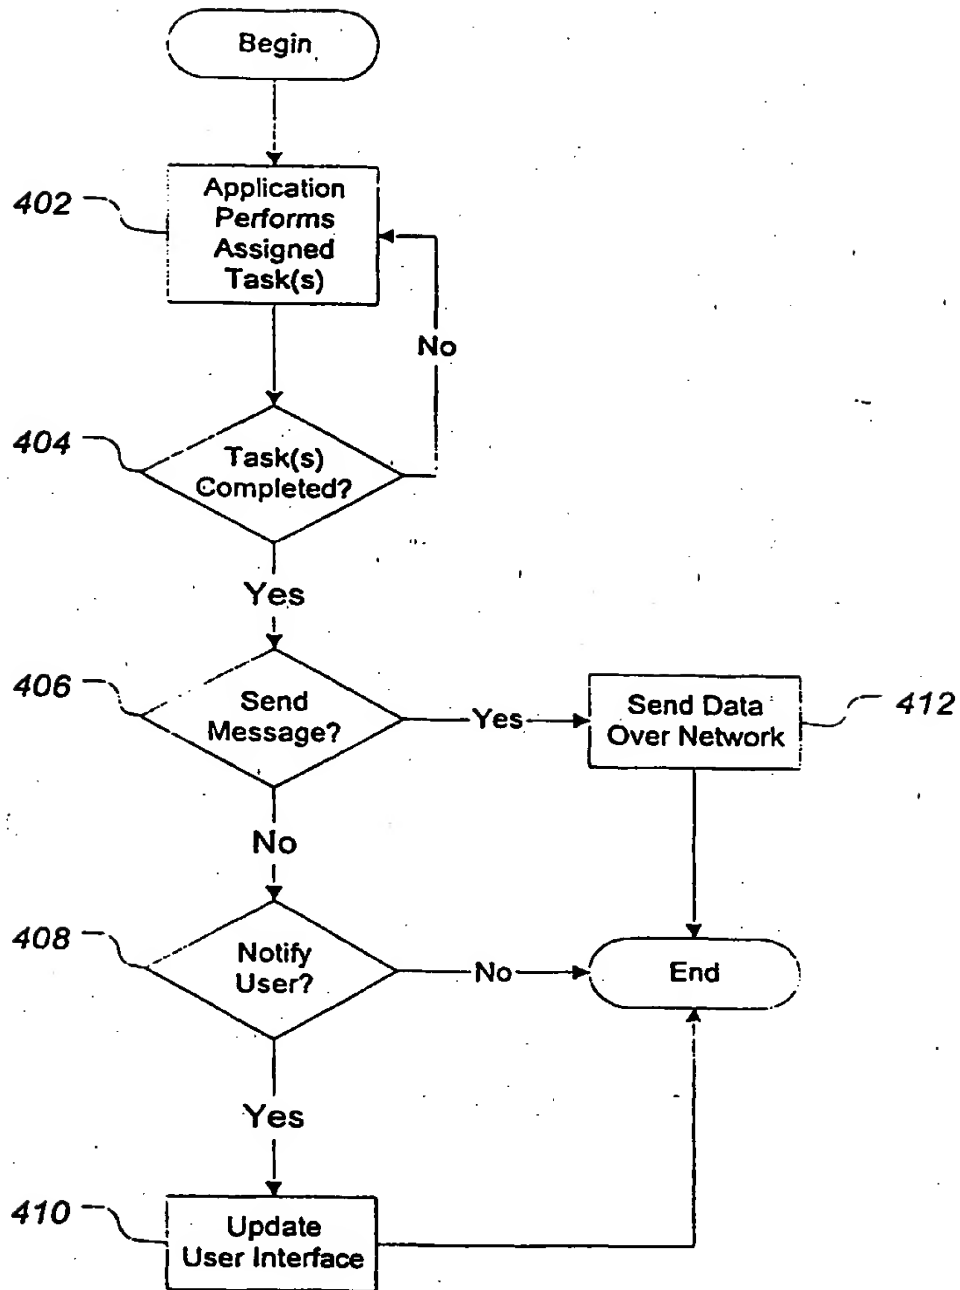 Begin
402
Application
Performs
Assigned
Task(s)
No
404
Task(s)
Completed?
Yes
406
Send
Message?
Yes
Send Data
Over Network
412
No
408
Notify
User?
No
End
Yes
410
Update
User Interface